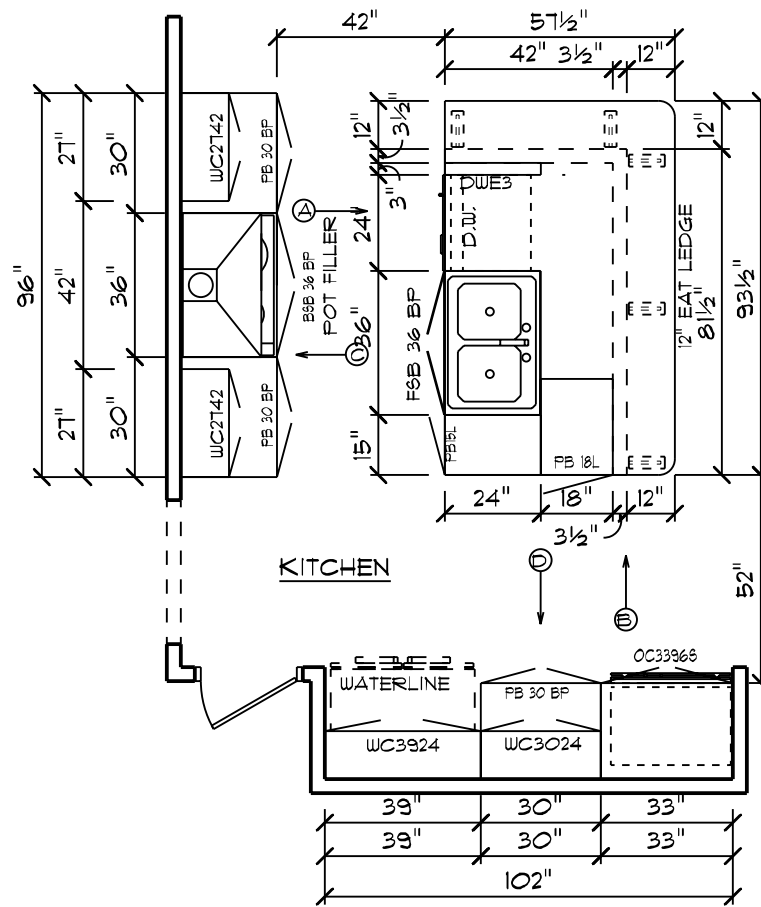 42"
57½"
42"
3½"
12"
27"
30"
WC2742
PB 30 BP
12"
3½"
12"
DWE3
3"
24"
D.W.
A
POT FILLER
BSB 36 BP
96"
42"
36"
36"
FSB 36 BP
12" EAT LEDGE
81½"
93½"
C
27"
30"
WC2742
PB 30 BP
15"
PB15L
PB 18L
24"
18"
12"
3½"
KITCHEN
D
B
52"
OC3396S
WATERLINE
PB 30 BP
WC3924
WC3024
39"
30"
33"
39"
30"
33"
102"